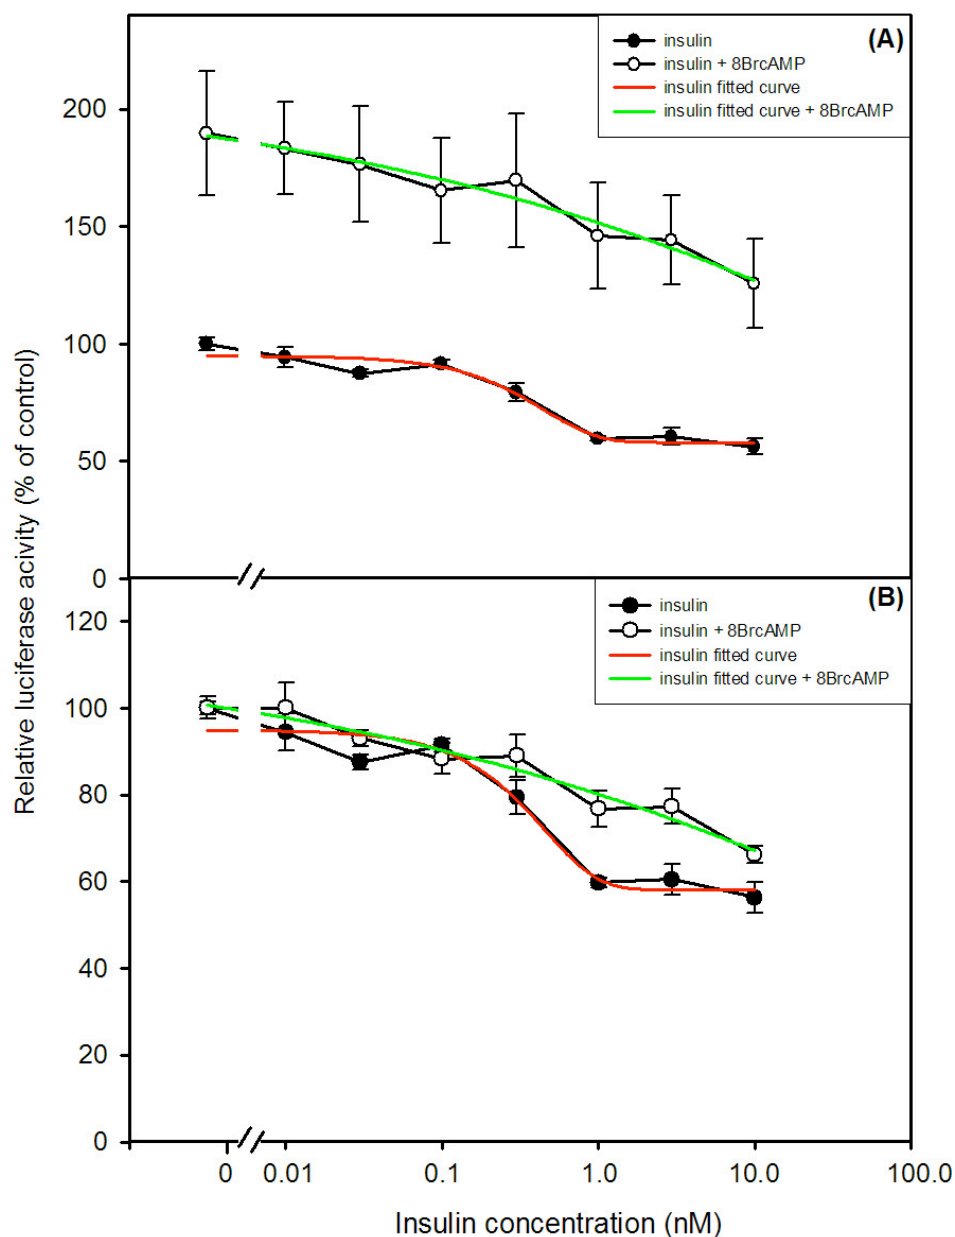 (A)
insulin
insulin + 8BrcAMP
insulin fitted curve
insulin fitted curve + 8BrcAMP
200
150
100
50
0
Relative luciferase acivity (% of control)
(B)
insulin
insulin + 8BrcAMP
insulin fitted curve
insulin fitted curve + 8BrcAMP
120
100
80
60
40
20
0
0 0.01 0.1 1.0 10.0 100.0
Insulin concentration (nM)